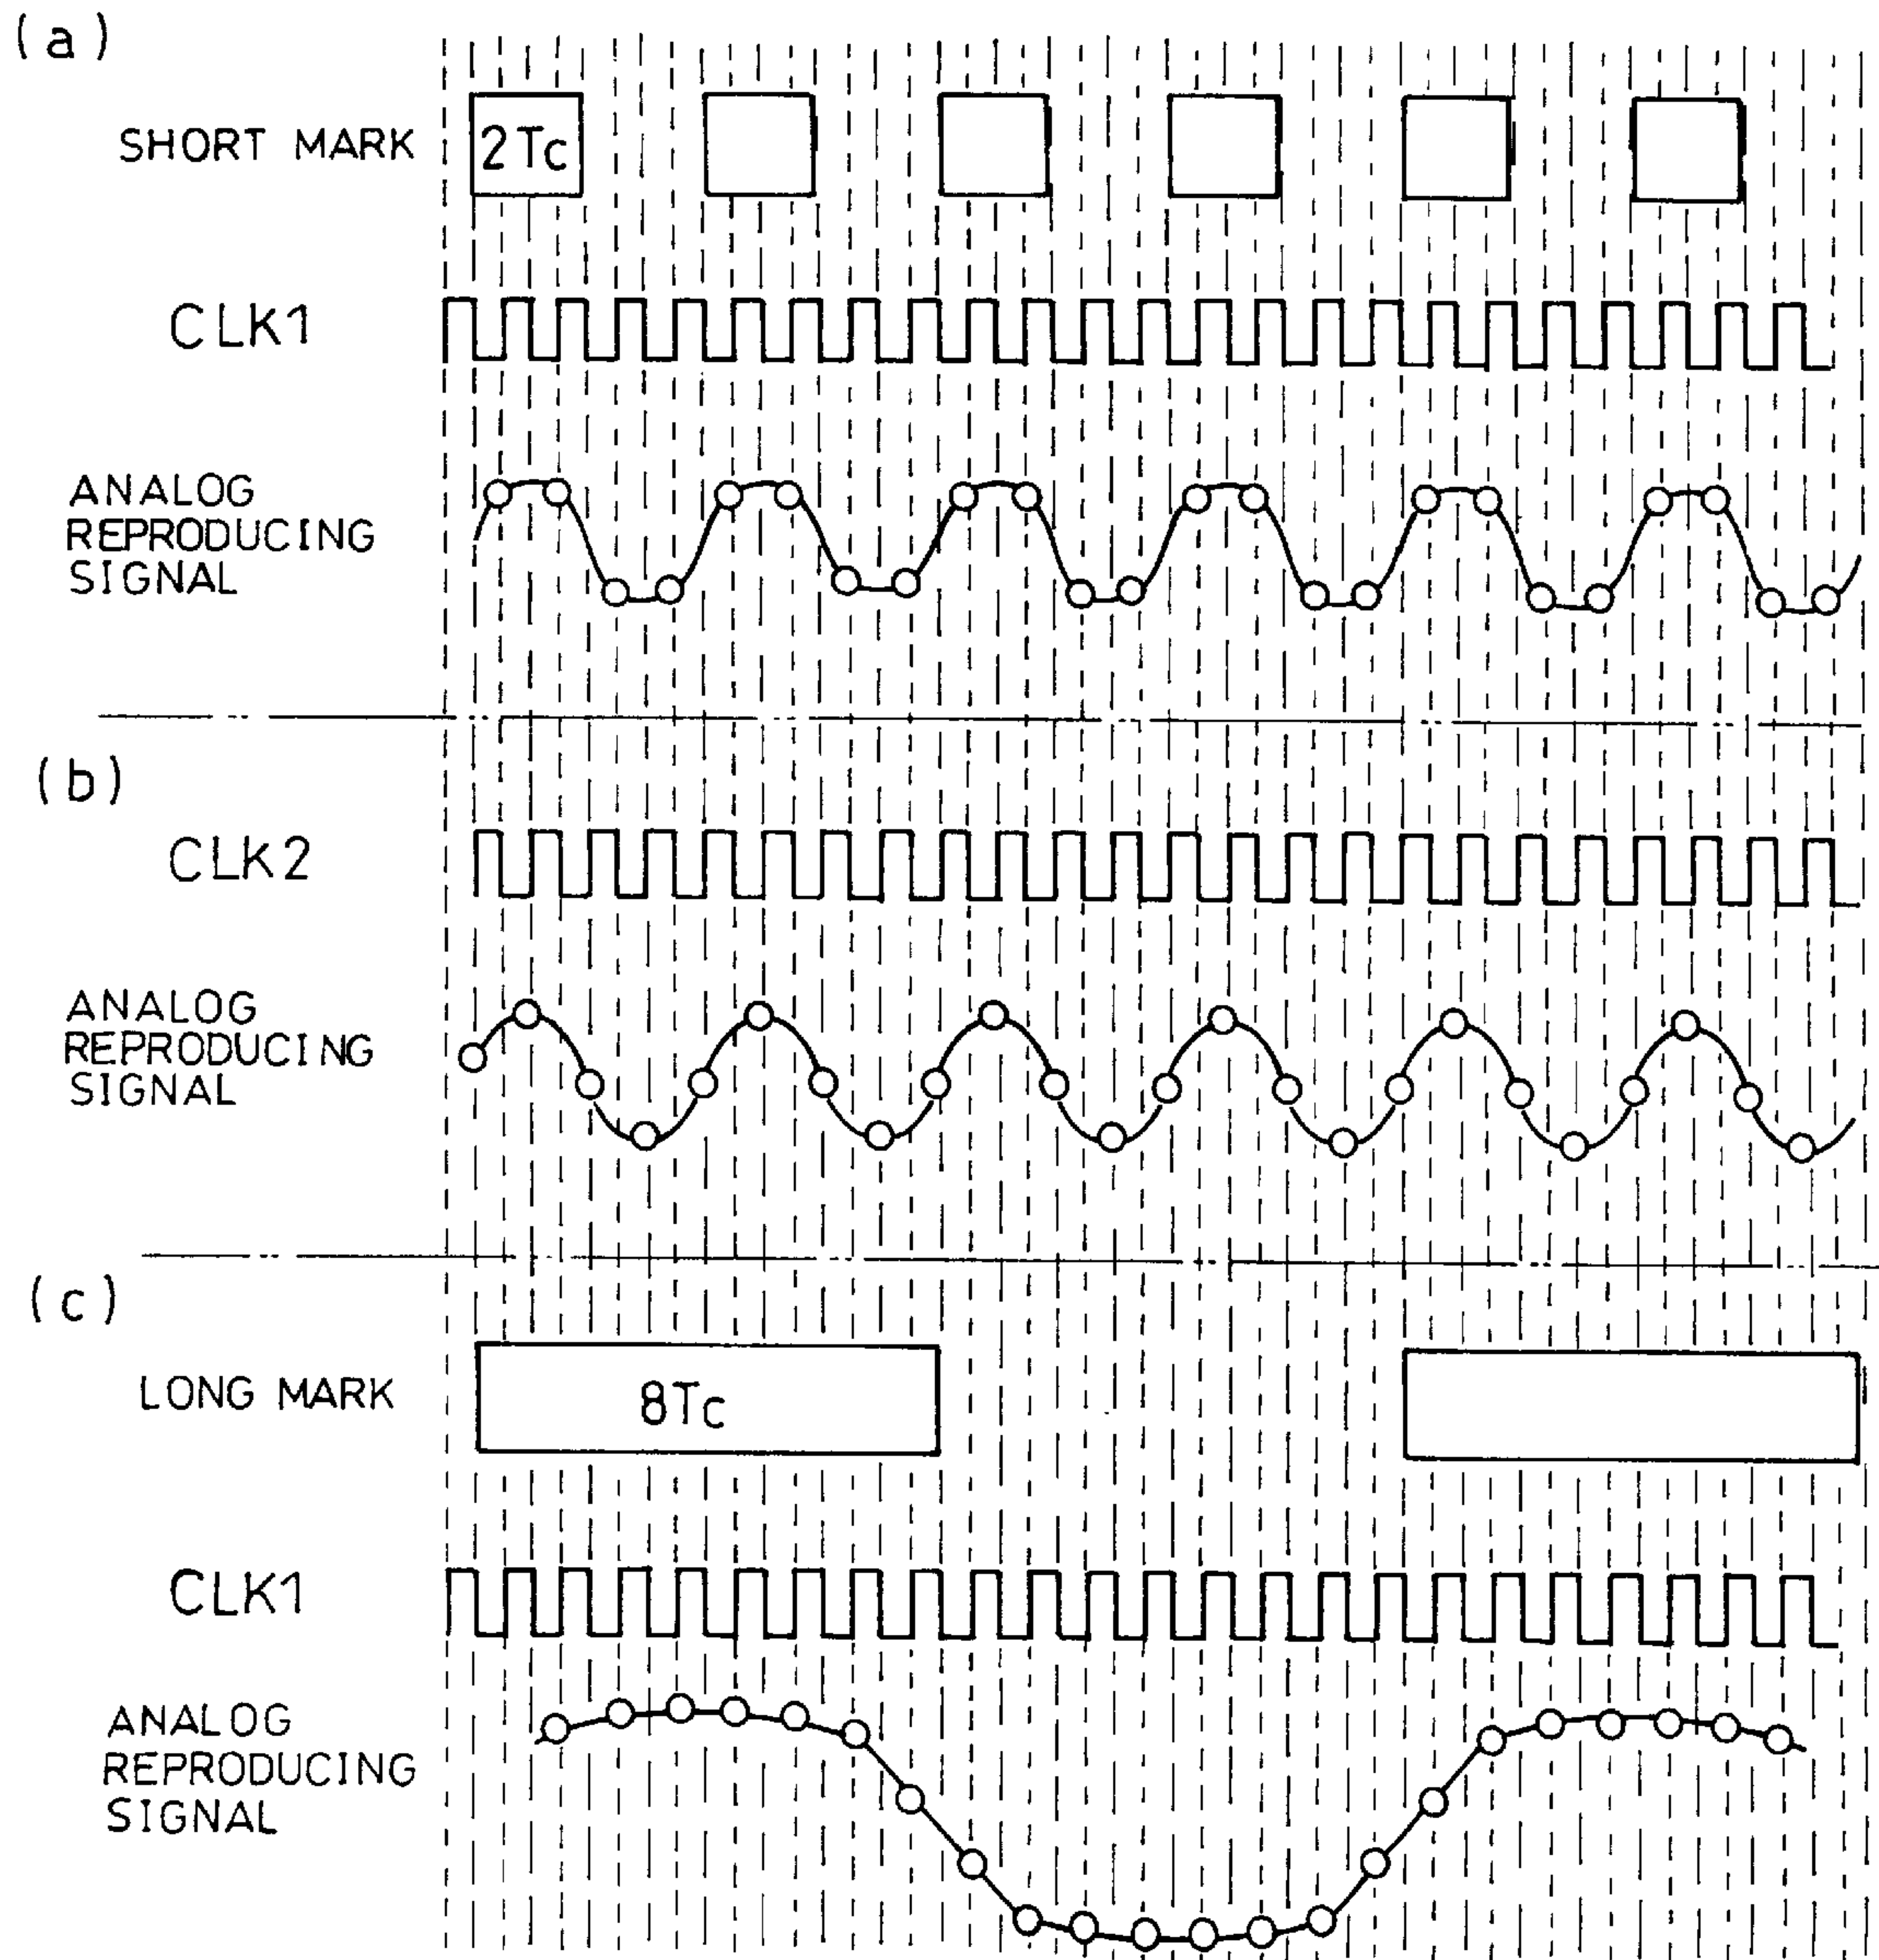 (a)
SHORT MARK
2Tc
CLK1
ANALOG
REPRODUCING
SIGNAL
(b)
CLK2
ANALOG
REPRODUCING
SIGNAL
(c)
LONG MARK
8Tc
CLK1
ANALOG
REPRODUCING
SIGNAL